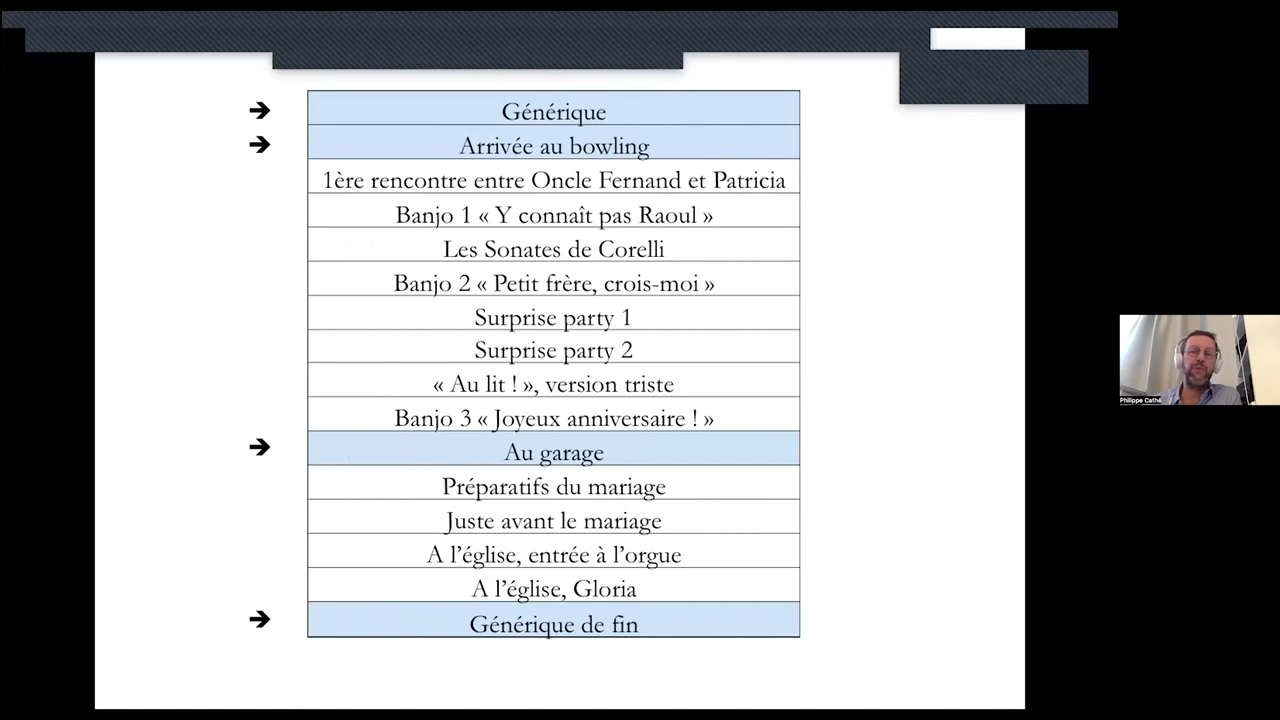 ➔ Générique
➔ Arrivée au bowling
1ère rencontre entre Oncle Fernand et Patricia
Banjo 1 « Y connaît pas Raoul »
Les Sonates de Corelli
Banjo 2 « Petit frère, crois-moi »
Surprise party 1
Surprise party 2
« Au lit ! », version triste
Banjo 3 « Joyeux anniversaire ! »
➔ Au garage
Préparatifs du mariage
Juste avant le mariage
A l’église, entrée à l’orgue
A l’église, Gloria
➔ Générique de fin
Philippe Cathé